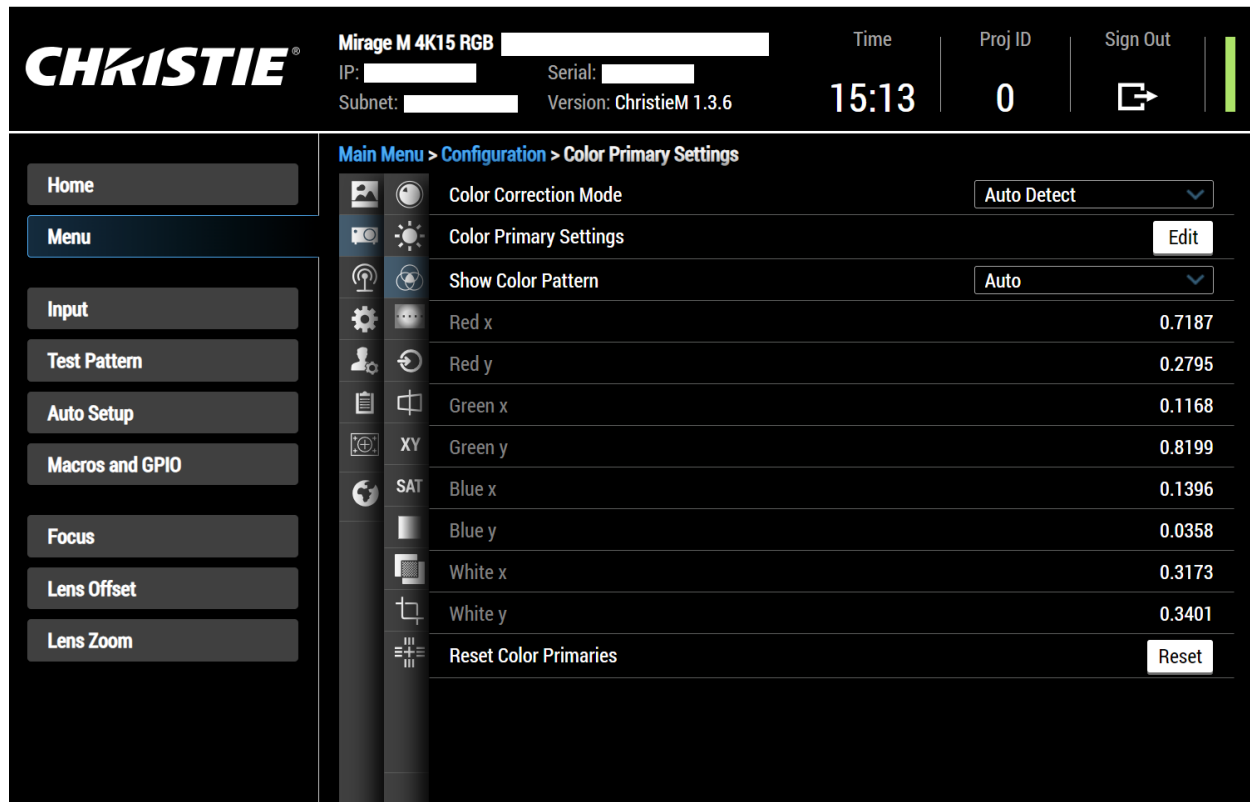 CHRISTIE®
Mirage M 4K15 RGB
IP:
Serial:
Subnet:
Version: ChristieM 1.3.6
Time
15:13
Proj ID
0
Sign Out
Home
Menu
Input
Test Pattern
Auto Setup
Macros and GPIO
Focus
Lens Offset
Lens Zoom
Main Menu > Configuration > Color Primary Settings
XY
SAT
Color Correction Mode Auto Detect
Color Primary Settings Edit
Show Color Pattern Auto
Red x 0.7187
Red y 0.2795
Green x 0.1168
Green y 0.8199
Blue x 0.1396
Blue y 0.0358
White x 0.3173
White y 0.3401
Reset Color Primaries Reset